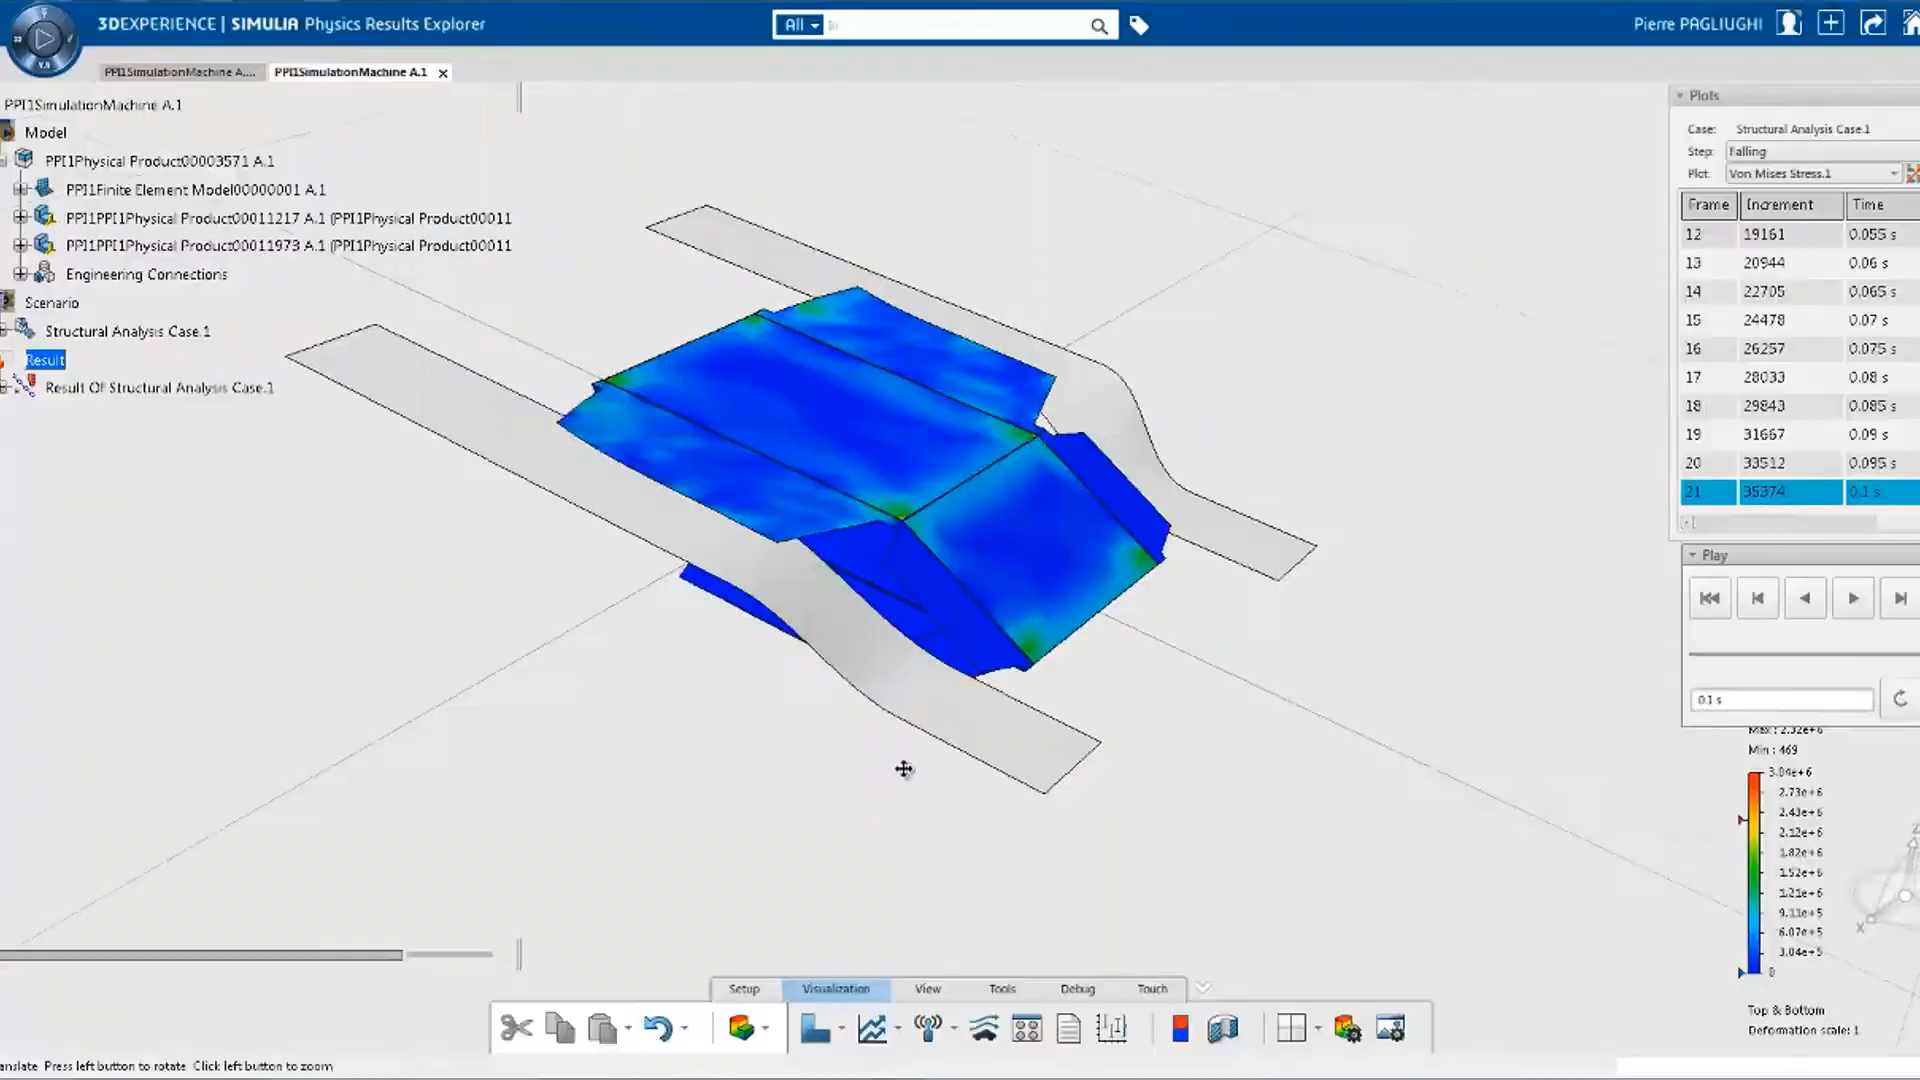 3DEXPERIENCE | SIMULIA Physics Results Explorer
All
Pierre PAGLIUGHI
V.R
PPI1SimulationMachine A....
PPI1SimulationMachine A.1
PPI1SimulationMachine A.1
Model
PPI1Physical Product00003571 A.1
PPI1Finite Element Model00000001 A.1
PPI1PPI1Physical Product00011217 A.1 (PPI1Physical Product00011
PPI1PPI1Physical Product00011973 A.1 (PPI1Physical Product00011
Engineering Connections
Scenario
Structural Analysis Case.1
Result
Result Of Structural Analysis Case.1
Plots
Case: Structural Analysis Case.1
Step: Falling
Plot: Von Mises Stress.1
Frame Increment Time
12 19161 0.055 s
13 20944 0.06 s
14 22705 0.065 s
15 24478 0.07 s
16 26257 0.075 s
17 28033 0.08 s
18 29843 0.085 s
19 31667 0.09 s
20 33512 0.095 s
21 35374 0.1 s
Play
0.1 s
Max : 2.32e+6
Min : 469
3.04e+6
2.73e+6
2.43e+6
2.12e+6
1.82e+6
1.52e+6
1.21e+6
9.11e+5
6.07e+5
3.04e+5
0
Z
X
Top & Bottom
Deformation scale: 1
Setup Visualization View Tools Debug Touch
anslate Press left button to rotate Click left button to zoom